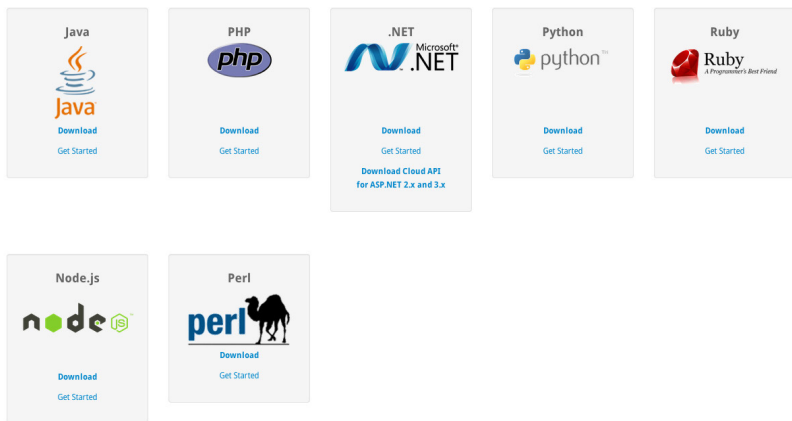 Java
Java
Download
Get Started
PHP
php
Download
Get Started
.NET
Microsoft®
.NET
Download
Get Started
Download Cloud API
for ASP.NET 2.x and 3.x
Python
python™
Download
Get Started
Ruby
Ruby
A Programmer's Best Friend
Download
Get Started
Node.js
node JS
Download
Get Started
Perl
perl
Download
Get Started